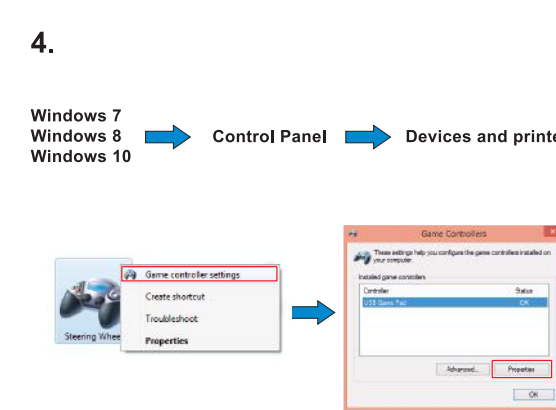 4.
Windows 7
Windows 8
Windows 10
Control Panel
Devices and printe
Game controller settings
Create shortcut
Troubleshoot
Properties
Steering Whee
Game Controllers
These settings help you configure the game controllers installed on
your computer.
Installed game controllers
Controller Status
USB Game Pad OK
Advanced... Properties
OK